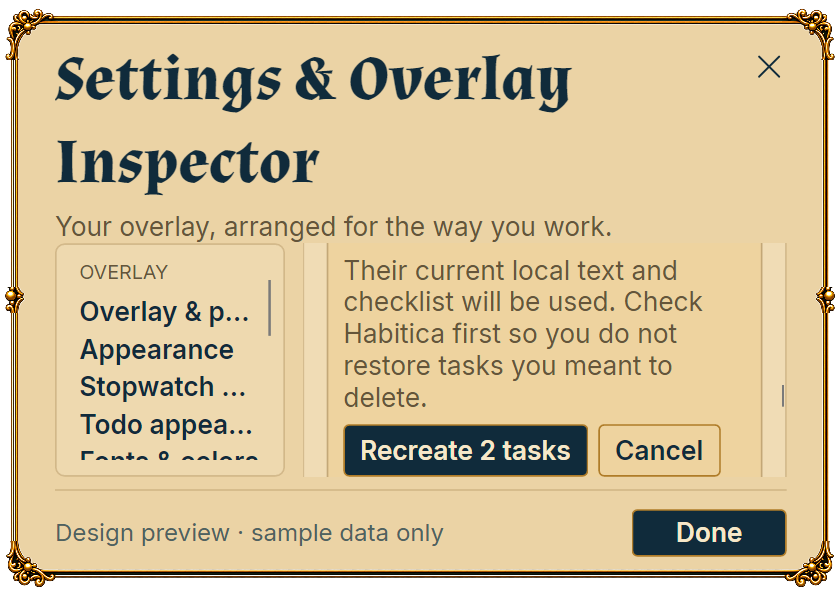 Settings & Overlay
Inspector
Your overlay, arranged for the way you work.
OVERLAY
Overlay & p...
Appearance
Stopwatch ...
Todo appea...
Fonts & colors
Their current local text and
checklist will be used. Check
Habitica first so you do not
restore tasks you meant to
delete.
Recreate 2 tasks
Cancel
Design preview · sample data only
Done